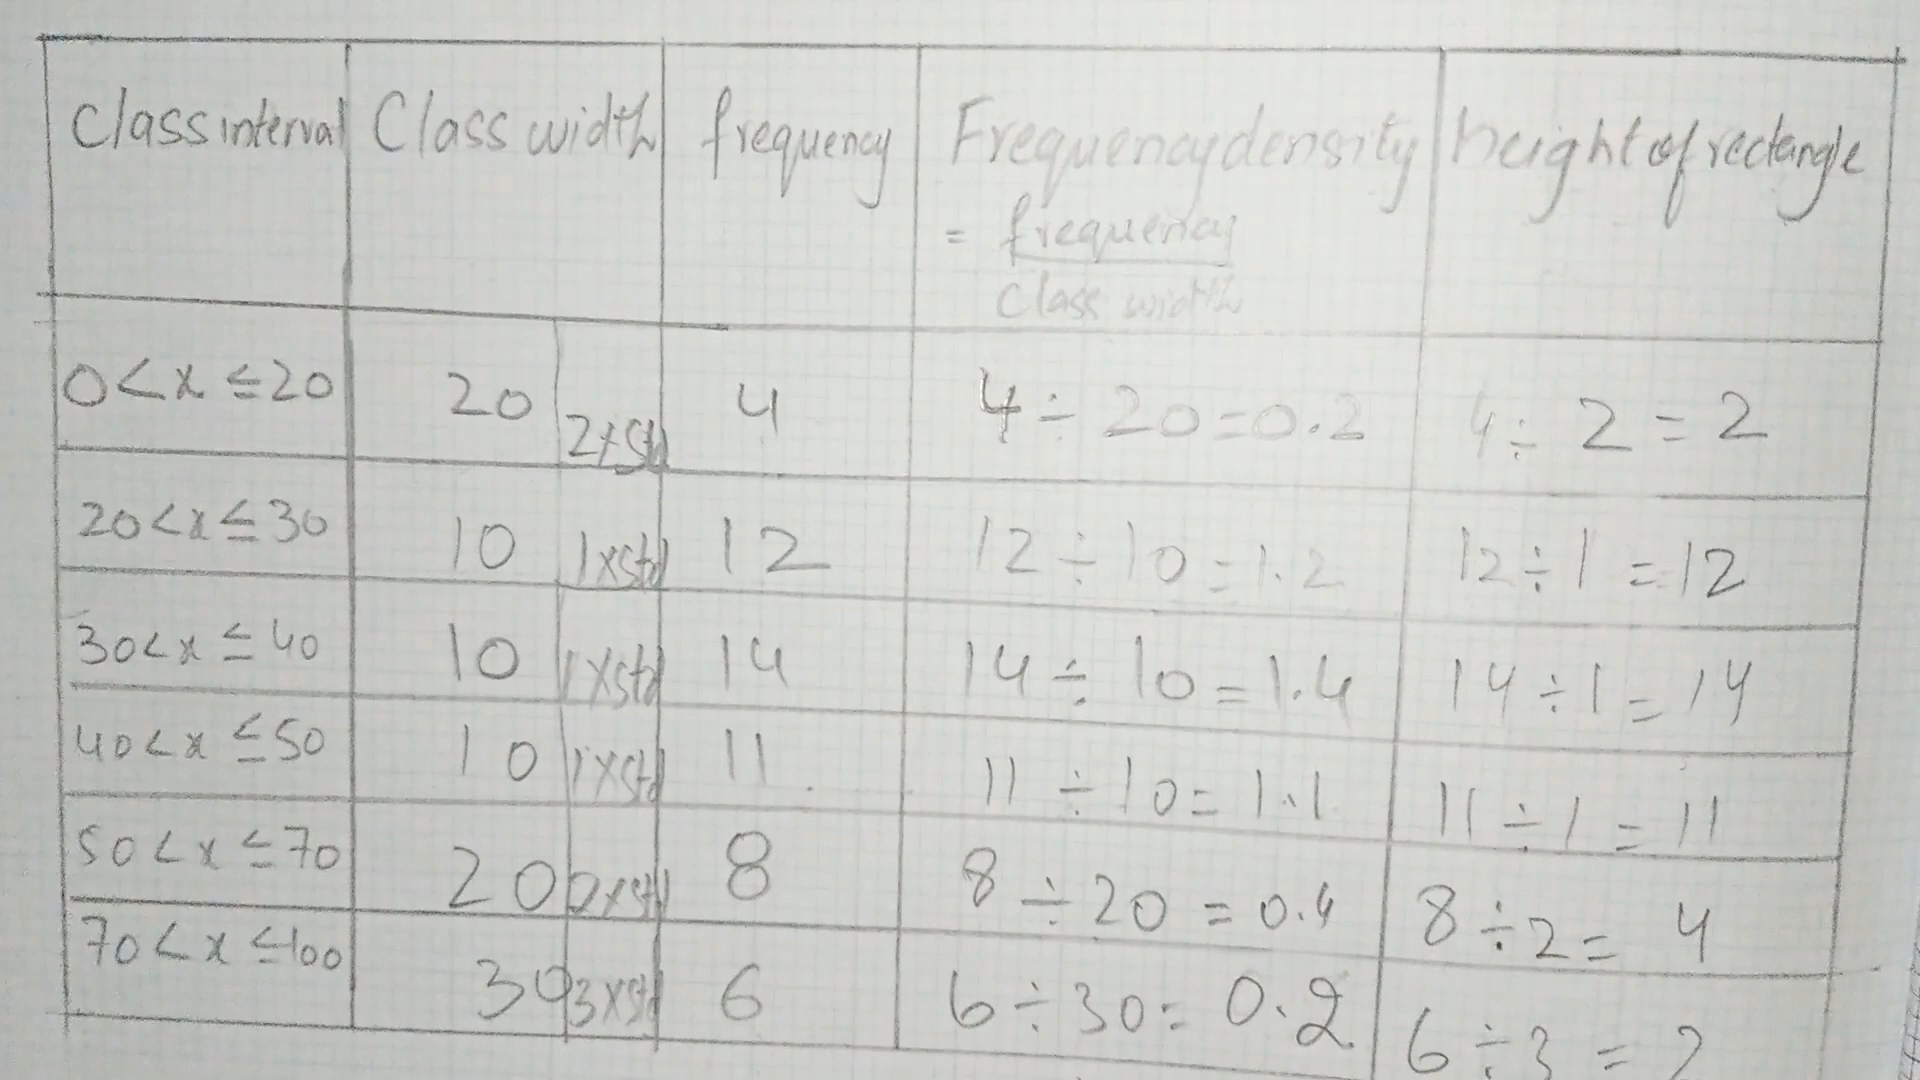 Class interval Class width frequency Frequency density height of rectangle
= frequency
Class width
0 < x ≤ 20 20 2×std 4 4 ÷ 20 = 0.2 4 ÷ 2 = 2
20 < x ≤ 30 10 1×std 12 12 ÷ 10 = 1.2 12 ÷ 1 = 12
30 < x ≤ 40 10 1×std 14 14 ÷ 10 = 1.4 14 ÷ 1 = 14
40 < x ≤ 50 10 1×std 11 11 ÷ 10 = 1.1 11 ÷ 1 = 11
50 < x ≤ 70 20 2×std 8 8 ÷ 20 = 0.4 8 ÷ 2 = 4
70 < x ≤ 100 30 3×std 6 6 ÷ 30 = 0.2 6 ÷ 3 = 2